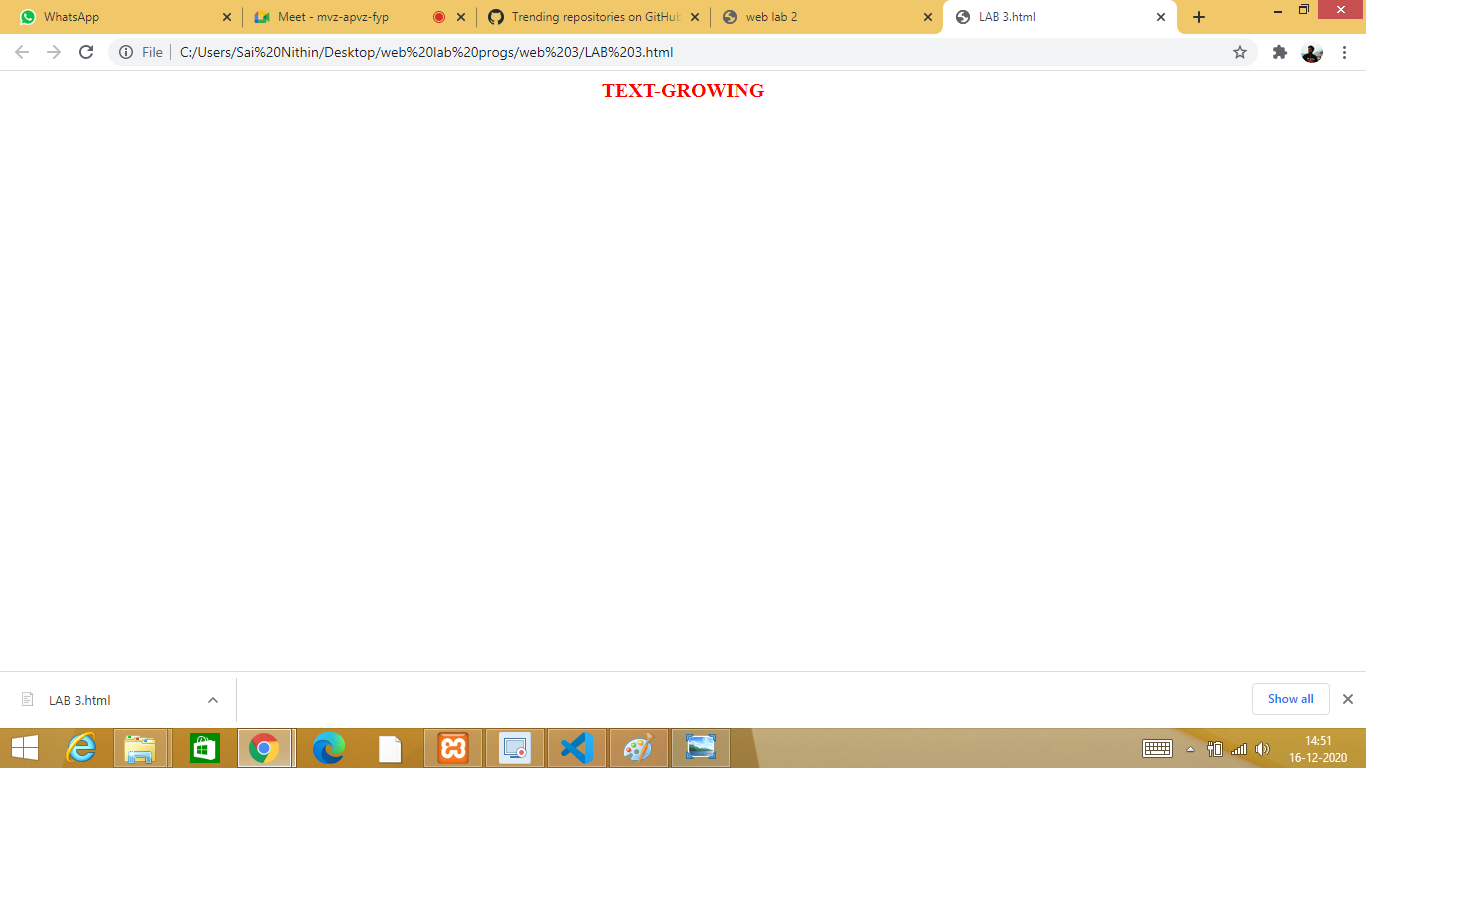 WhatsApp
Meet - mvz-apvz-fyp
Trending repositories on GitHub
web lab 2
LAB 3.html
File
C:/Users/Sai%20Nithin/Desktop/web%20lab%20progs/web%203/LAB%203.html
TEXT-GROWING
LAB 3.html
Show all
14:51
16-12-2020